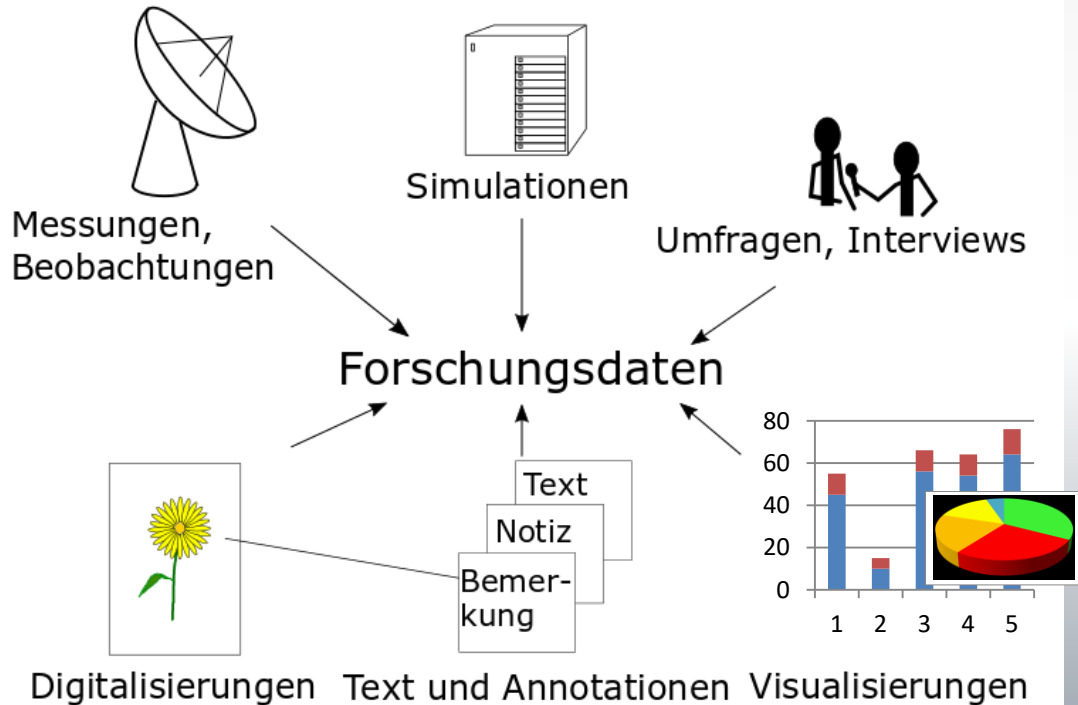 Simulationen
Messungen,
Beobachtungen
Umfragen, Interviews
Forschungsdaten
Text
Notiz
Bemer-
kung
80
60
40
20
0
1 2 3 4 5
Digitalisierungen
Text und Annotationen
Visualisierungen